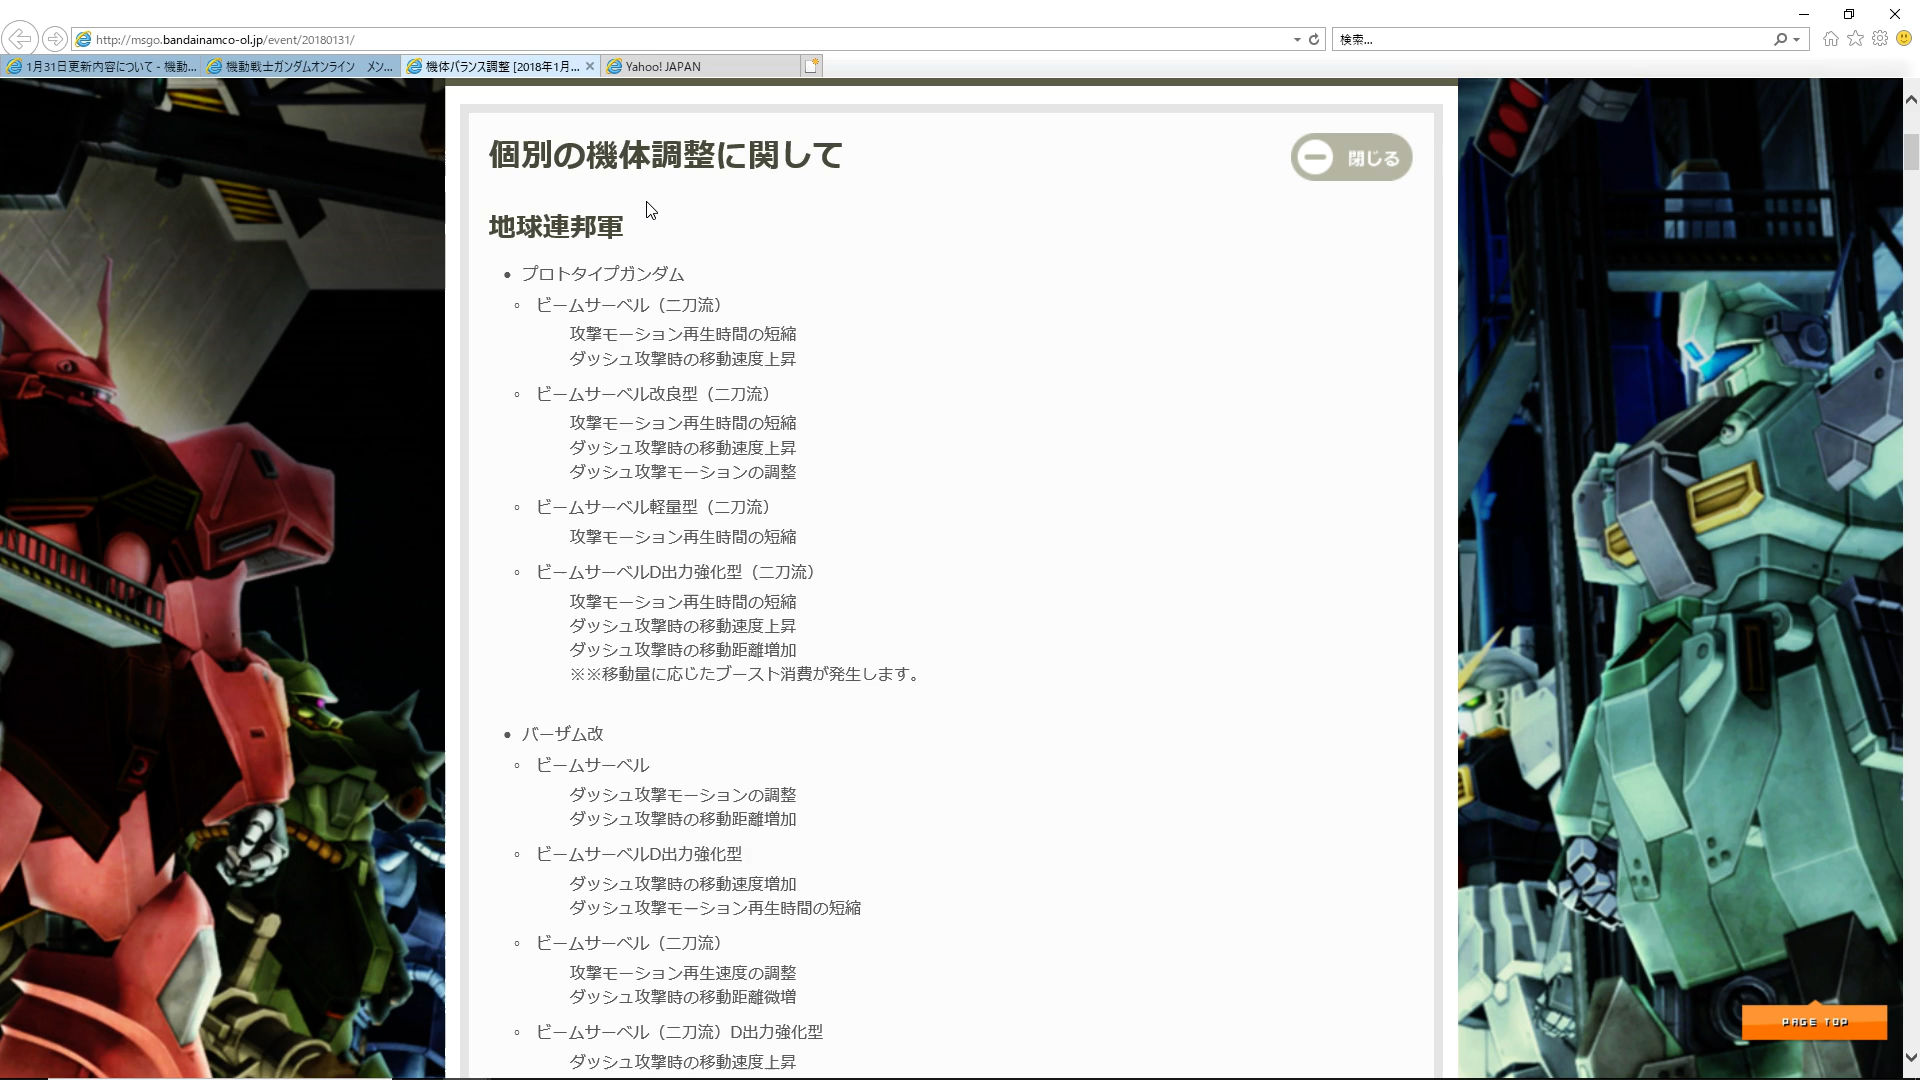 http://msgo.bandainamco-ol.jp/event/20180131/
検索...
1月31日更新内容について - 機動...
機動戦士ガンダムオンライン　メン...
機体バランス調整 [2018年1月...
Yahoo! JAPAN
個別の機体調整に関して
閉じる
地球連邦軍
プロトタイプガンダム
ビームサーベル（二刀流）
攻撃モーション再生時間の短縮
ダッシュ攻撃時の移動速度上昇
ビームサーベル改良型（二刀流）
攻撃モーション再生時間の短縮
ダッシュ攻撃時の移動速度上昇
ダッシュ攻撃モーションの調整
ビームサーベル軽量型（二刀流）
攻撃モーション再生時間の短縮
ビームサーベルD出力強化型（二刀流）
攻撃モーション再生時間の短縮
ダッシュ攻撃時の移動速度上昇
ダッシュ攻撃時の移動距離増加
※※移動量に応じたブースト消費が発生します。
バーザム改
ビームサーベル
ダッシュ攻撃モーションの調整
ダッシュ攻撃時の移動距離増加
ビームサーベルD出力強化型
ダッシュ攻撃時の移動速度増加
ダッシュ攻撃モーション再生時間の短縮
ビームサーベル（二刀流）
攻撃モーション再生速度の調整
ダッシュ攻撃時の移動距離微増
ビームサーベル（二刀流）D出力強化型
ダッシュ攻撃時の移動速度上昇
PAGE TOP